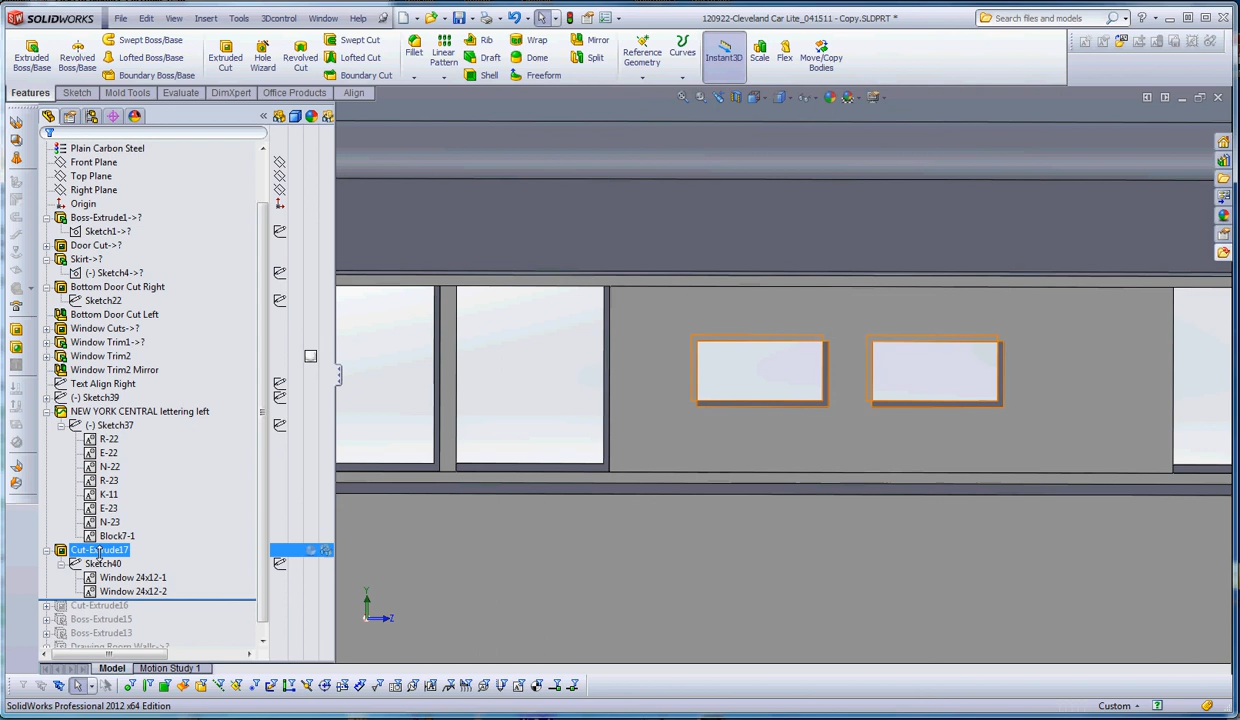 SOLIDWORKS File Edit View Insert Tools 3Dcontrol Window Help 120922-Cleveland Car Lite_041511 - Copy.SLDPRT * Search files and models
Extruded Boss/Base
Revolved Boss/Base
Swept Boss/Base
Lofted Boss/Base
Boundary Boss/Base
Extruded Cut
Hole Wizard
Revolved Cut
Swept Cut
Lofted Cut
Boundary Cut
Fillet
Linear Pattern
Rib
Draft
Shell
Wrap
Dome
Freeform
Mirror
Split
Reference Geometry
Curves
Instant3D
Scale
Flex
Move/Copy Bodies
Features Sketch Mold Tools Evaluate DimXpert Office Products Align
Plain Carbon Steel
Front Plane
Top Plane
Right Plane
Origin
Boss-Extrude1->?
Sketch1->?
Door Cut->?
Skirt->?
(-) Sketch4->?
Bottom Door Cut Right
Sketch22
Bottom Door Cut Left
Window Cuts->?
Window Trim1->?
Window Trim2
Window Trim2 Mirror
Text Align Right
(-) Sketch39
NEW YORK CENTRAL lettering left
(-) Sketch37
R-22
E-22
N-22
R-23
K-11
E-23
N-23
Block7-1
Cut-Extrude17
Sketch40
Window 24x12-1
Window 24x12-2
Cut-Extrude16
Boss-Extrude15
Boss-Extrude13
Drawing Room Walls->?
Y
Z
Model Motion Study 1
SolidWorks Professional 2012 x64 Edition Custom